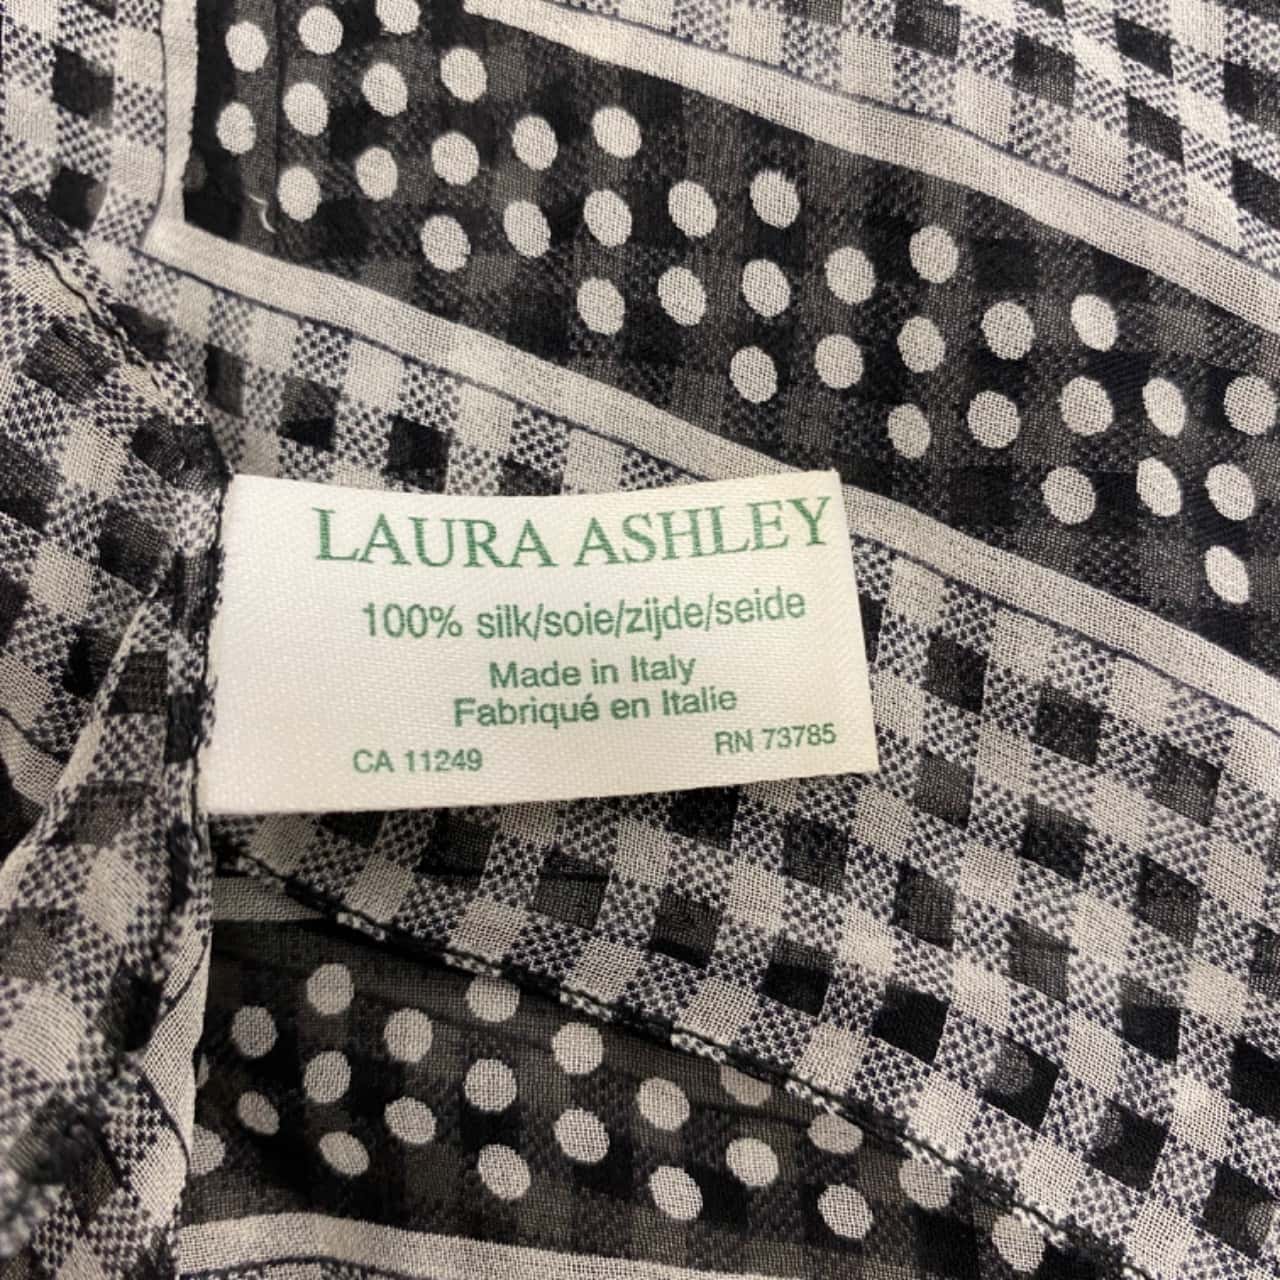 LAURA ASHLEY
100% silk/soie/zijde/seide
Made in Italy
Fabriqué en Italie
CA 11249 RN 73785